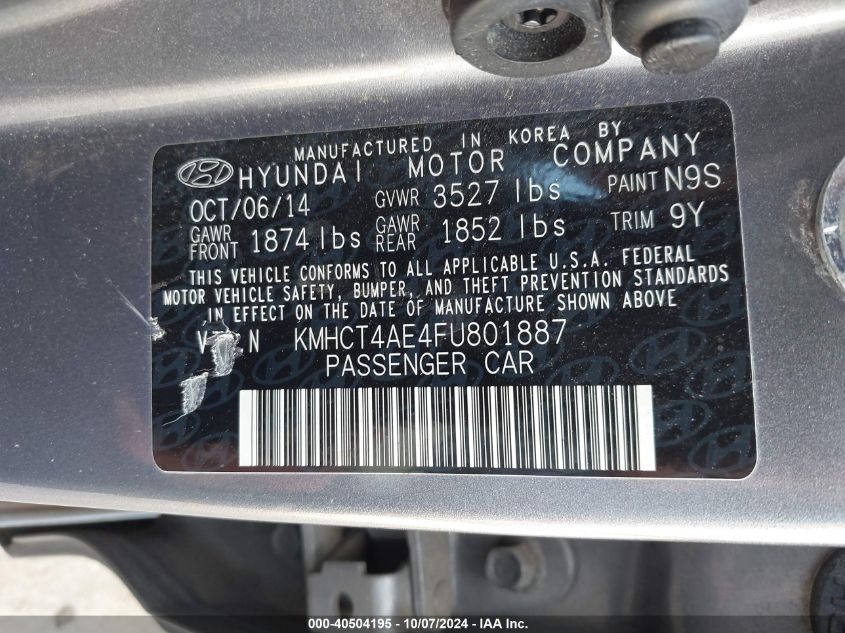 MANUFACTURED IN KOREA BY
HYUNDAI MOTOR COMPANY
OCT/06/14 GVWR 3527 lbs PAINT N9S
GAWR FRONT 1874 lbs GAWR REAR 1852 lbs TRIM 9Y
THIS VEHICLE CONFORMS TO ALL APPLICABLE U.S.A. FEDERAL
MOTOR VEHICLE SAFETY, BUMPER, AND THEFT PREVENTION STANDARDS
IN EFFECT ON THE DATE OF MANUFACTURE SHOWN ABOVE
KMHCT4AE4FU801887
PASSENGER CAR
000-40504195 - 10/07/2024 - IAA Inc.